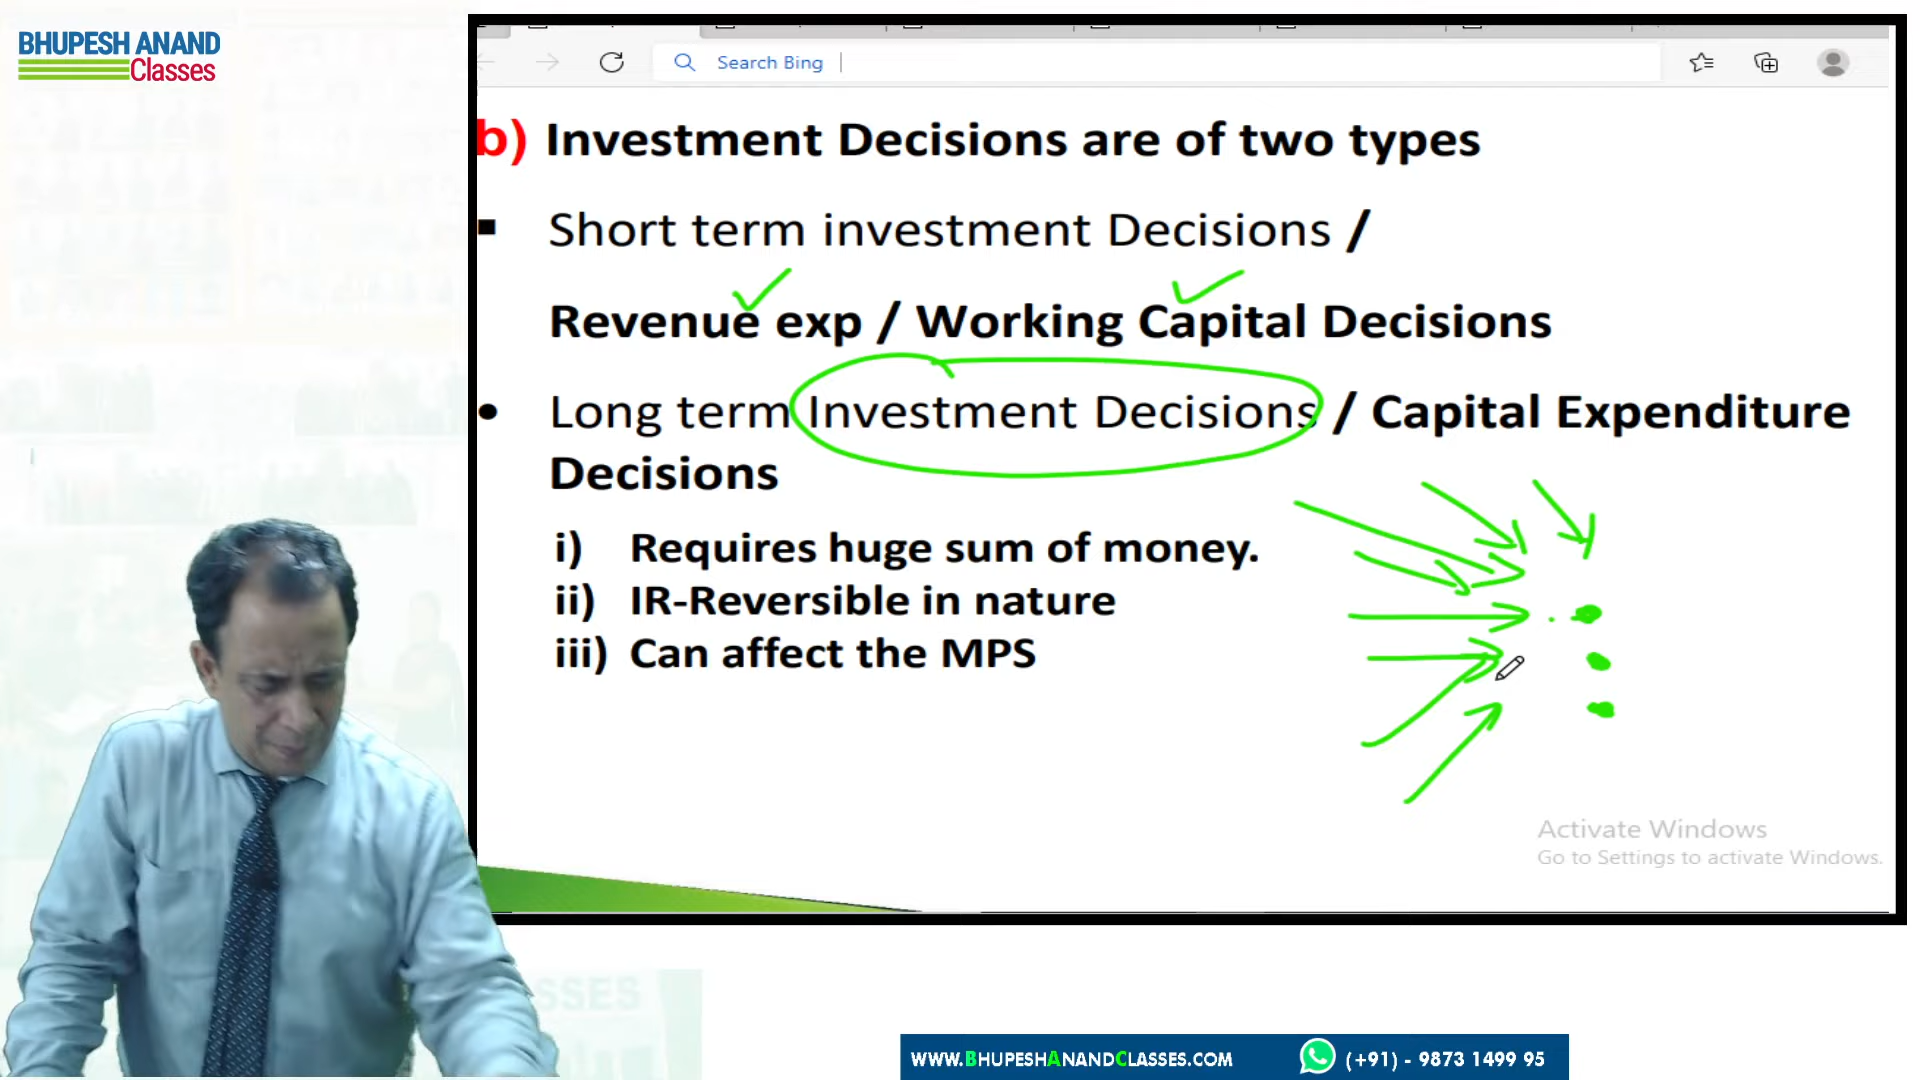 BHUPESH ANAND
Classes
Search Bing
b) Investment Decisions are of two types
▪ Short term investment Decisions /
Revenue exp / Working Capital Decisions
• Long term Investment Decisions / Capital Expenditure
Decisions
i) Requires huge sum of money.
ii) IR-Reversible in nature
iii) Can affect the MPS
Activate Windows
Go to Settings to activate Windows.
SSES
WWW.BHUPESHANANDCLASSES.COM (+91) - 9873 1499 95